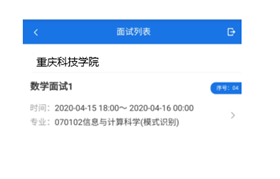 面试列表
重庆科技学院
数学面试1
序号：04
时间：2020-04-15 18:00～ 2020-04-16 00:00
专业：070102信息与计算科学(模式识别)